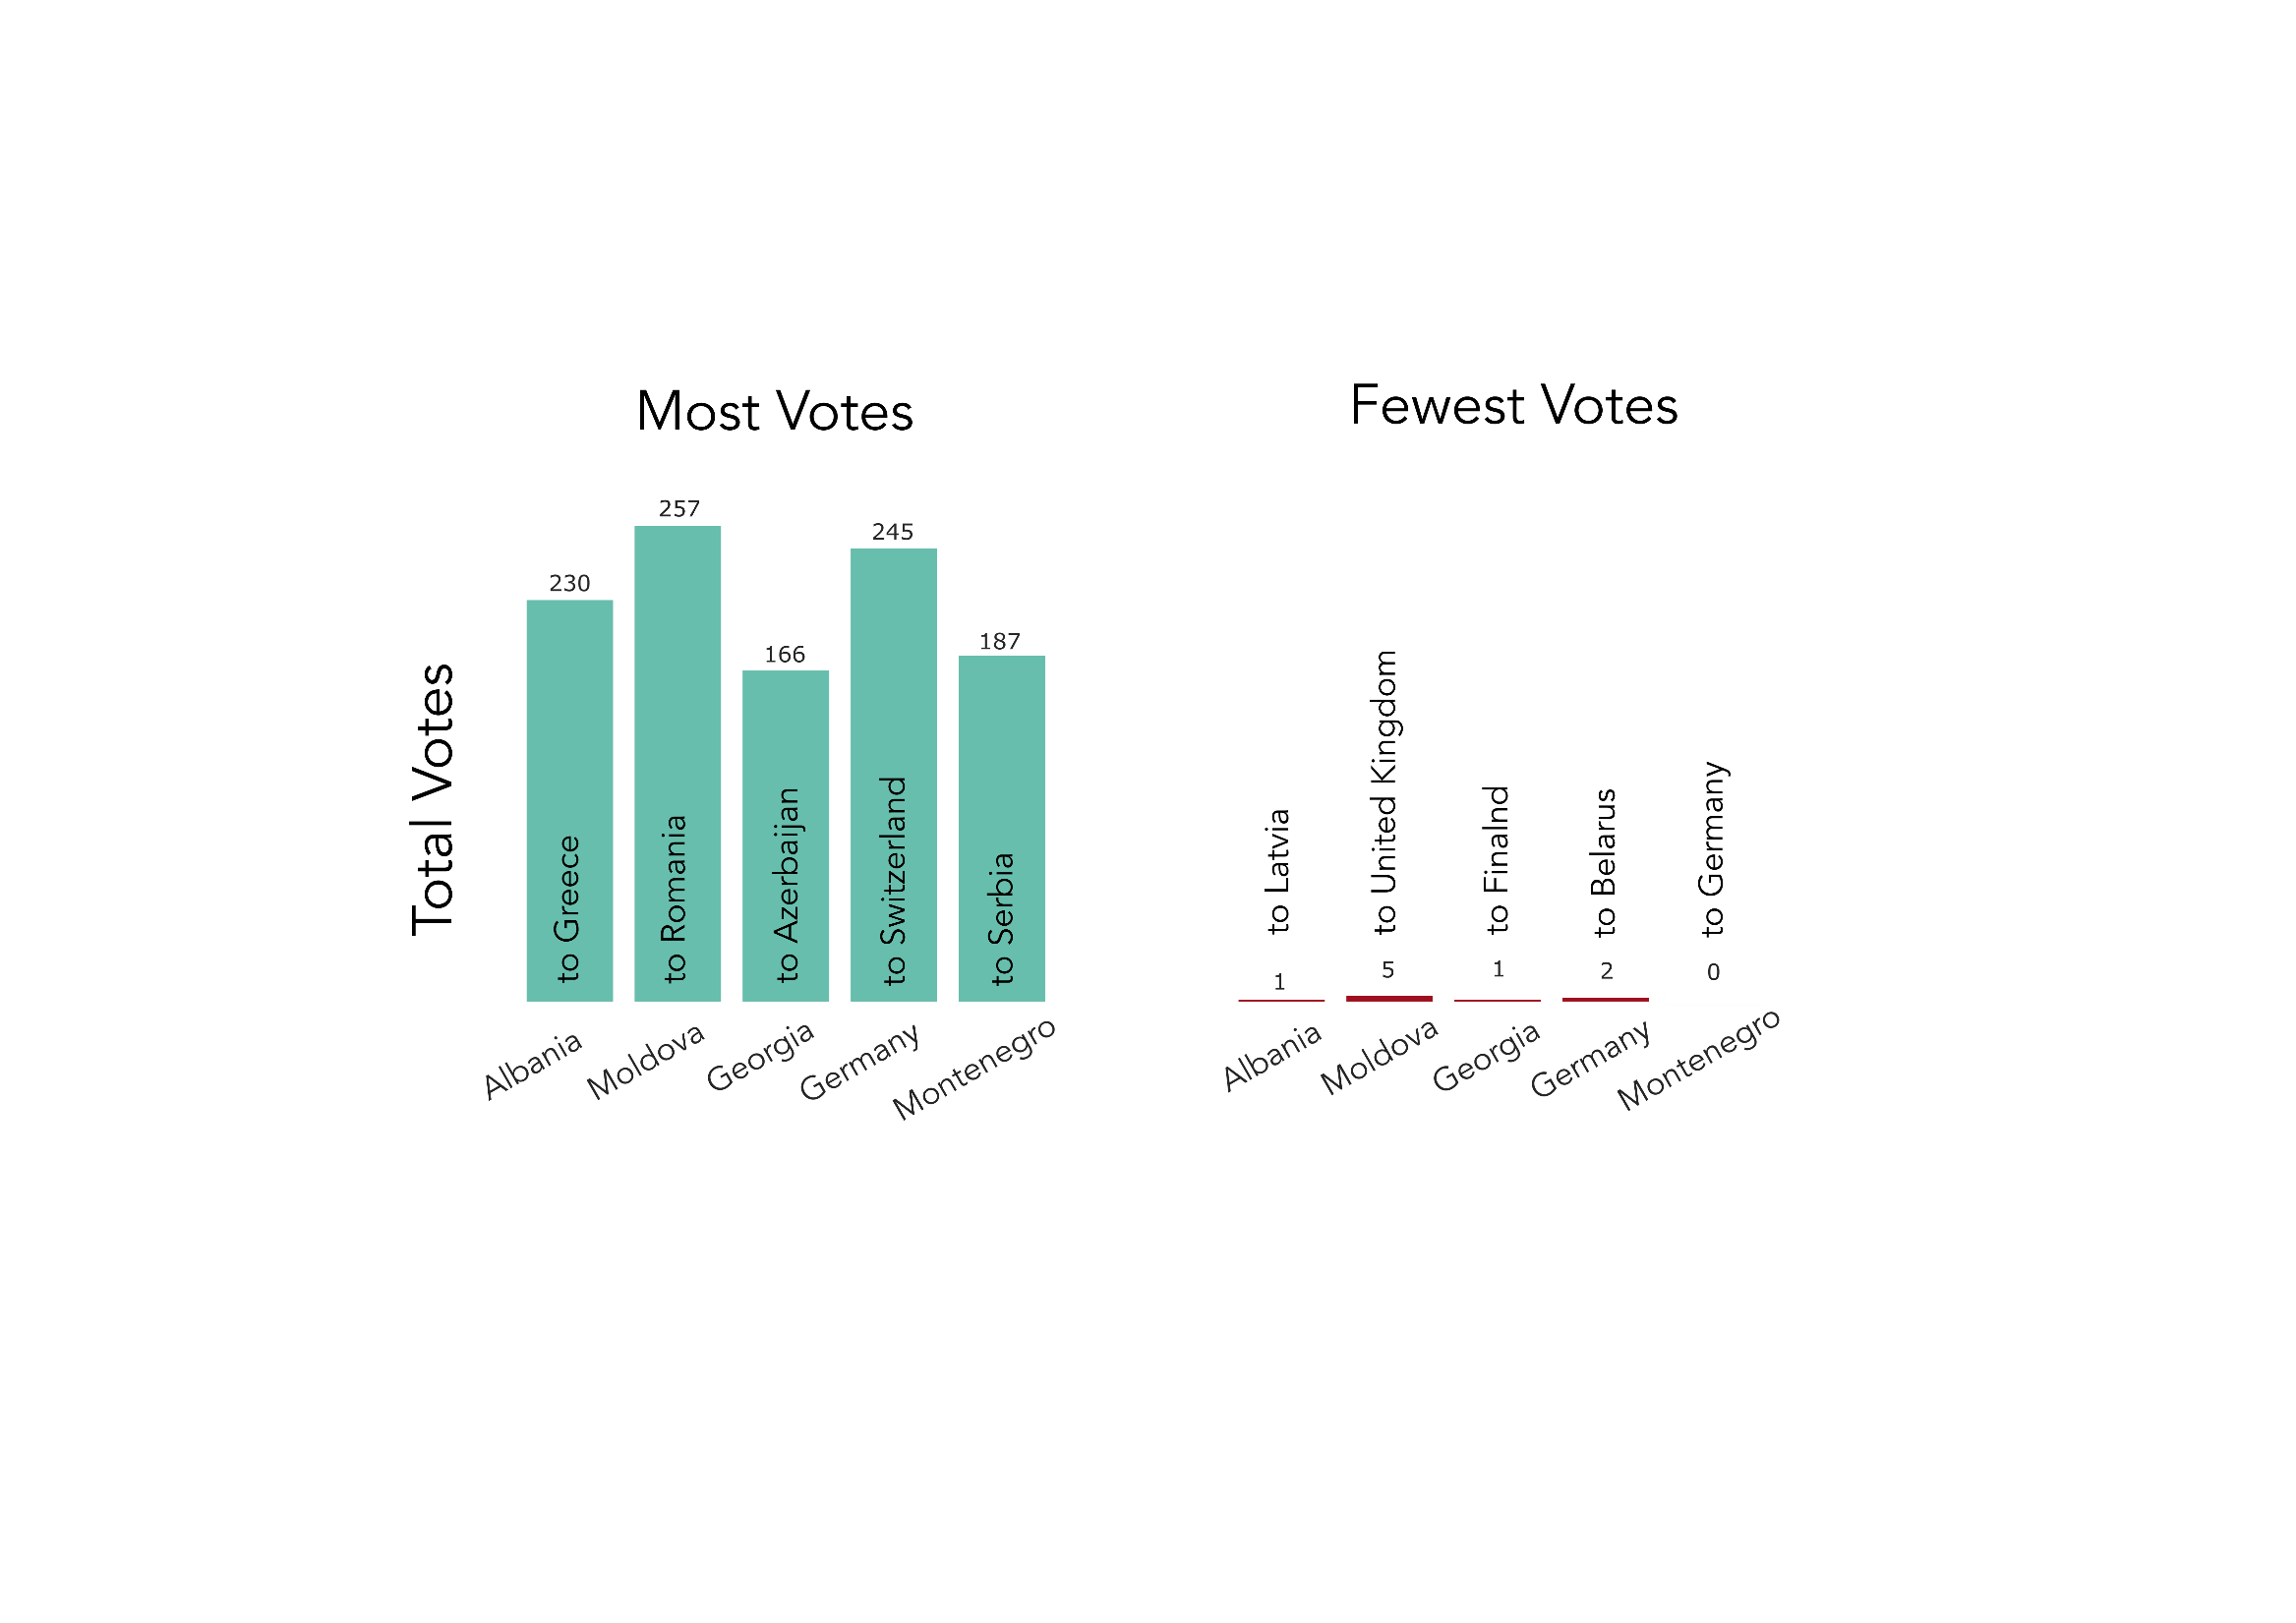 Most Votes
Fewest Votes
Total Votes
230
257
166
245
187
to Greece
to Romania
to Azerbaijan
to Switzerland
to Serbia
Albania
Moldova
Georgia
Germany
Montenegro
to Latvia
to United Kingdom
to Finalnd
to Belarus
to Germany
1
5
1
2
0
Albania
Moldova
Georgia
Germany
Montenegro